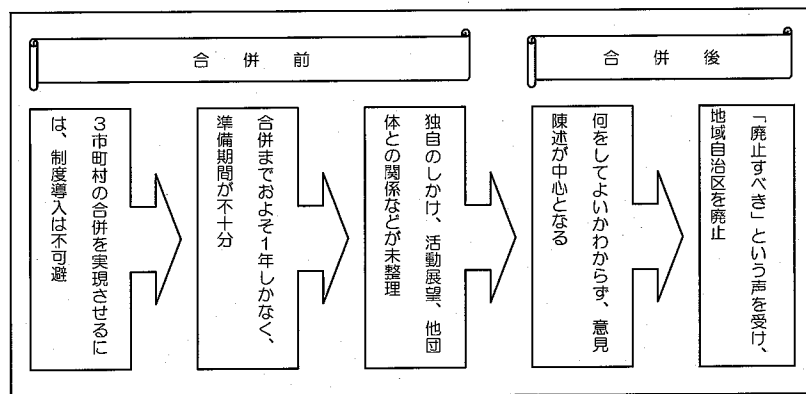 合併前
合併後
3市町村の合併を実現させるに
は、制度導入は不可避
合併までおよそ1年しかなく、
準備期間が不十分
独自のしかけ、活動展望、他団
体との関係などが未整理
何をしてよいかわからず、意見
陳述が中心となる
「廃止すべき」という声を受け、
地域自治区を廃止